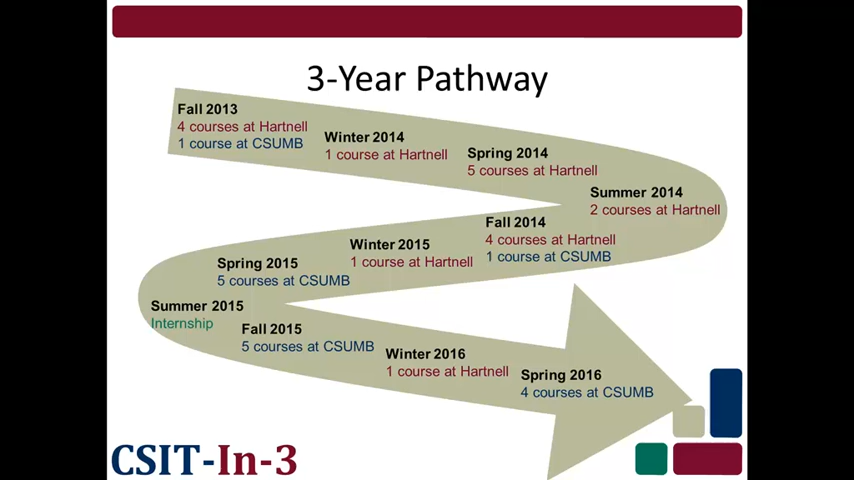 3-Year Pathway
Fall 2013
4 courses at Hartnell
1 course at CSUMB
Winter 2014
1 course at Hartnell
Spring 2014
5 courses at Hartnell
Summer 2014
2 courses at Hartnell
Fall 2014
4 courses at Hartnell
1 course at CSUMB
Winter 2015
1 course at Hartnell
Spring 2015
5 courses at CSUMB
Summer 2015
Internship
Fall 2015
5 courses at CSUMB
Winter 2016
1 course at Hartnell
Spring 2016
4 courses at CSUMB
CSIT-In-3